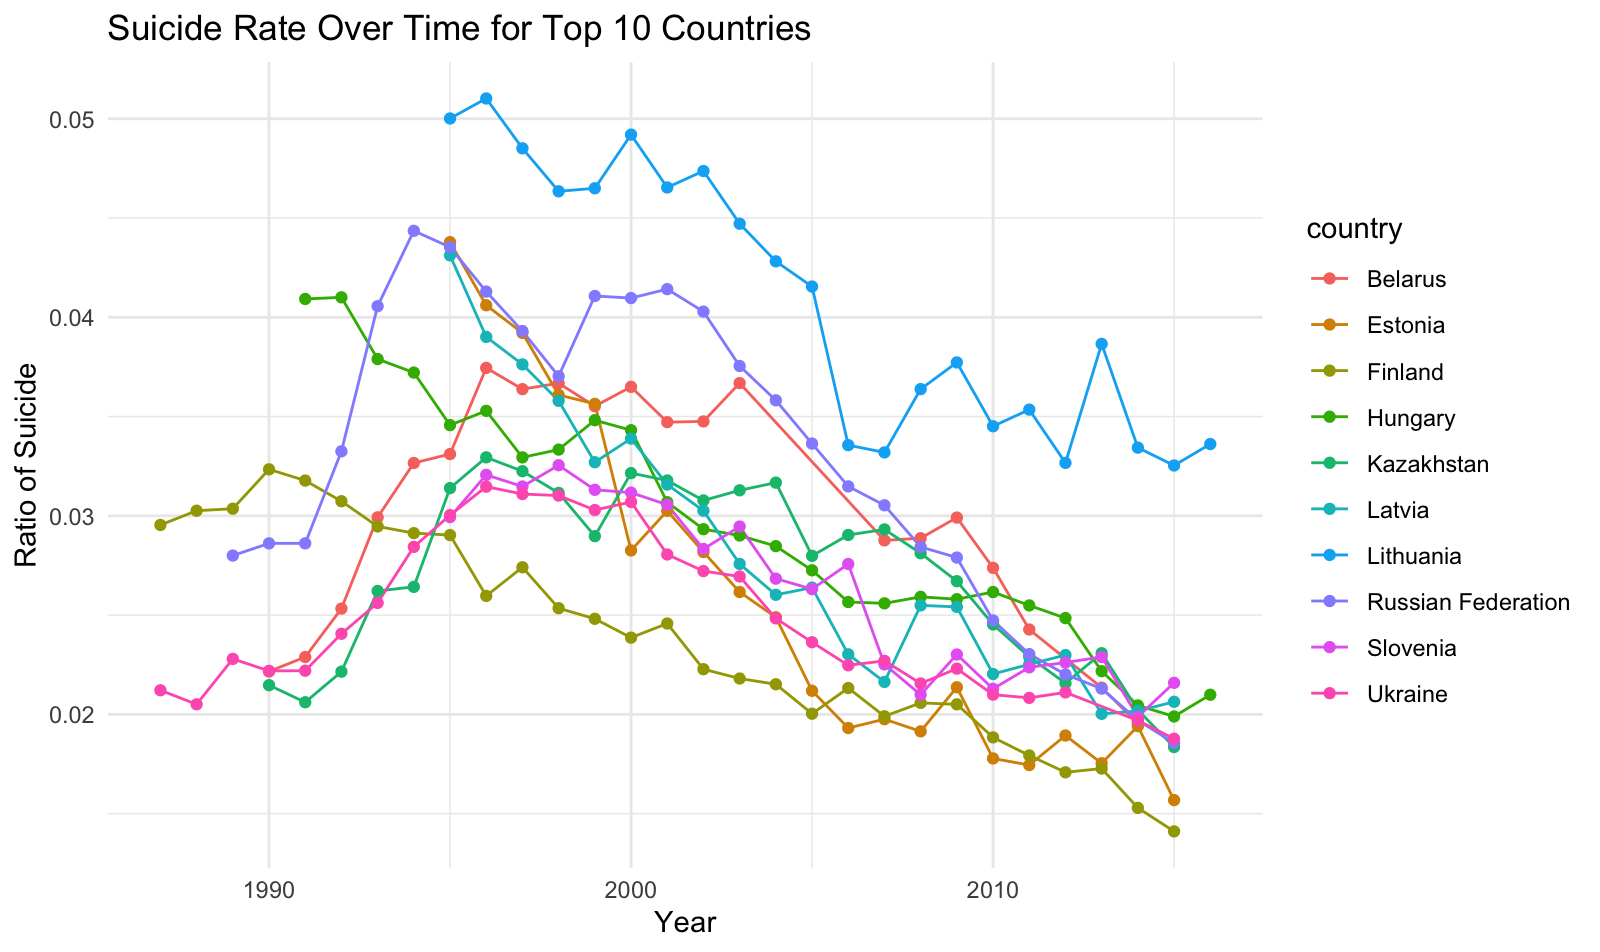 Suicide Rate Over Time for Top 10 Countries
0.05
0.04
0.03
0.02
Ratio of Suicide
1990
2000
2010
Year
country
Belarus
Estonia
Finland
Hungary
Kazakhstan
Latvia
Lithuania
Russian Federation
Slovenia
Ukraine